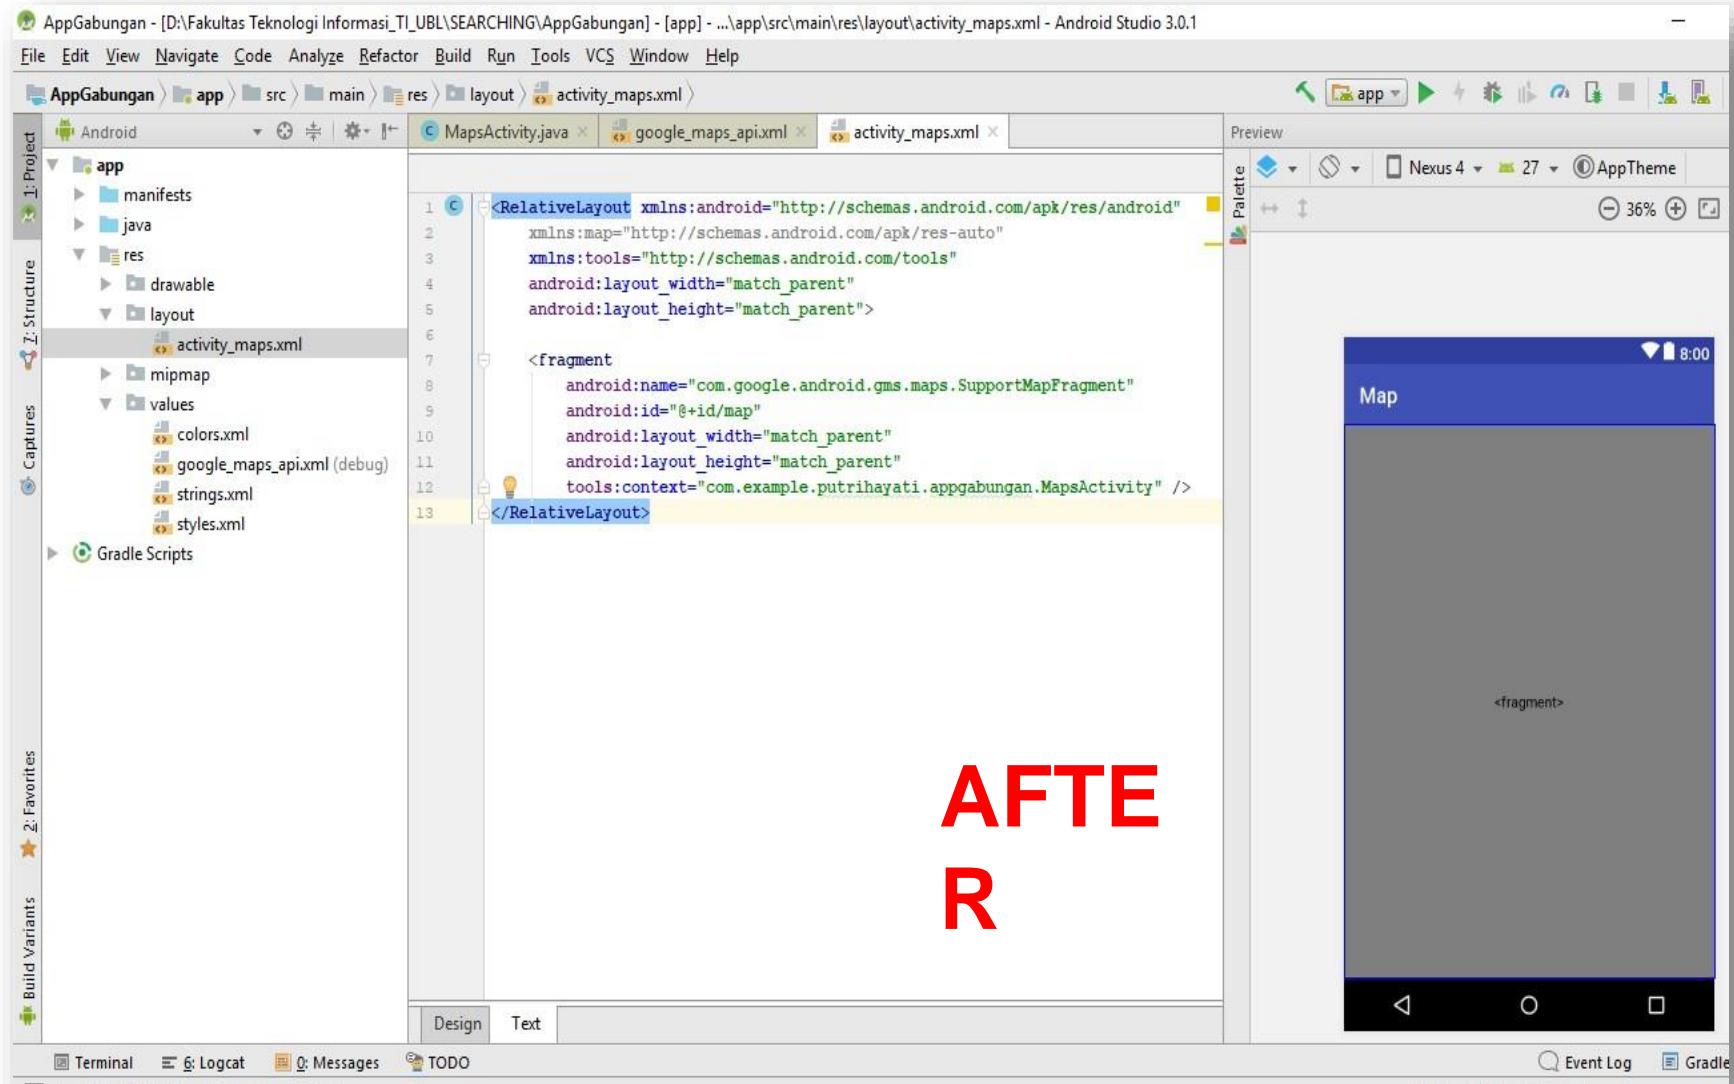 AppGabungan - [D:\Fakultas Teknologi Informasi_TI_UBL\SEARCHING\AppGabungan] - [app] - ...\app\src\main\res\layout\activity_maps.xml - Android Studio 3.0.1
File Edit View Navigate Code Analyze Refactor Build Run Tools VCS Window Help
AppGabungan app src main res layout activity_maps.xml
app
Android
MapsActivity.java google_maps_api.xml activity_maps.xml
Preview
1: Project
7: Structure
Captures
2: Favorites
Build Variants
app
manifests
java
res
drawable
layout
activity_maps.xml
mipmap
values
colors.xml
google_maps_api.xml (debug)
strings.xml
styles.xml
Gradle Scripts
1 C <RelativeLayout xmlns:android="http://schemas.android.com/apk/res/android"
2 xmlns:map="http://schemas.android.com/apk/res-auto"
3 xmlns:tools="http://schemas.android.com/tools"
4 android:layout_width="match_parent"
5 android:layout_height="match_parent">
6
7 <fragment
8 android:name="com.google.android.gms.maps.SupportMapFragment"
9 android:id="@+id/map"
10 android:layout_width="match_parent"
11 android:layout_height="match_parent"
12 tools:context="com.example.putrihayati.appgabungan.MapsActivity" />
13 </RelativeLayout>
AFTE
R
Design Text
Palette
Nexus 4 27 AppTheme
36%
8:00
Map
<fragment>
Terminal 6: Logcat 0: Messages TODO
Event Log Gradle